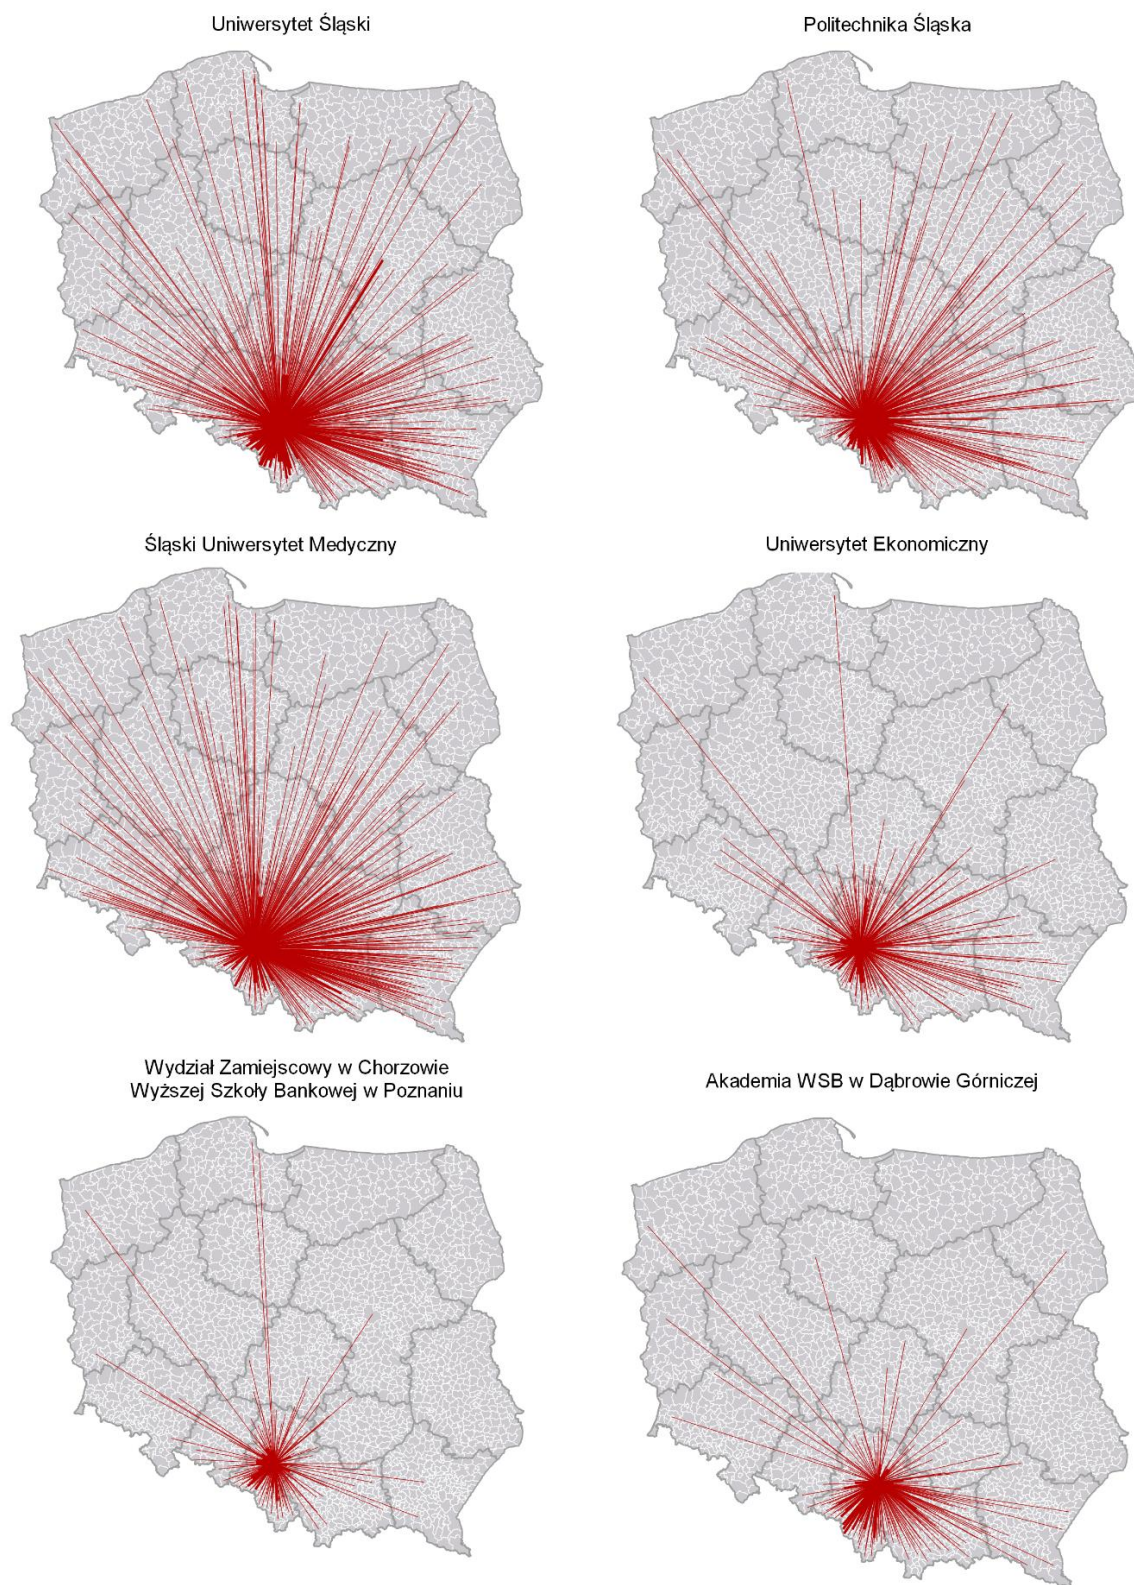 Uniwersytet Śląski
Politechnika Śląska
Śląski Uniwersytet Medyczny
Uniwersytet Ekonomiczny
Wydział Zamiejscowy w Chorzowie
Wyższej Szkoły Bankowej w Poznaniu
Akademia WSB w Dąbrowie Górniczej